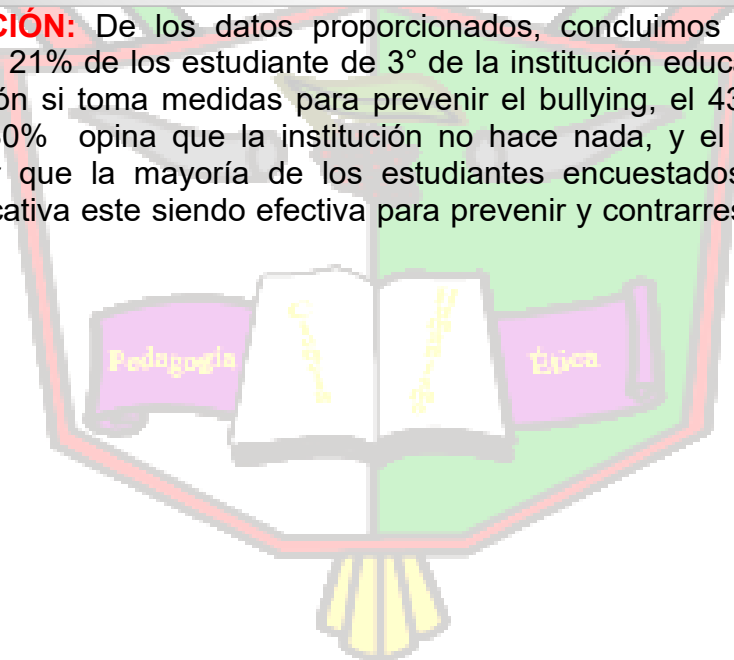 CIÓN: De los datos proporcionados, concluimos
21% de los estudiante de 3° de la institución educ
ón si toma medidas para prevenir el bullying, el 43
0% opina que la institución no hace nada, y el
que la mayoría de los estudiantes encuestados
cativa este siendo efectiva para prevenir y contrarres
Pedagogía
Ética